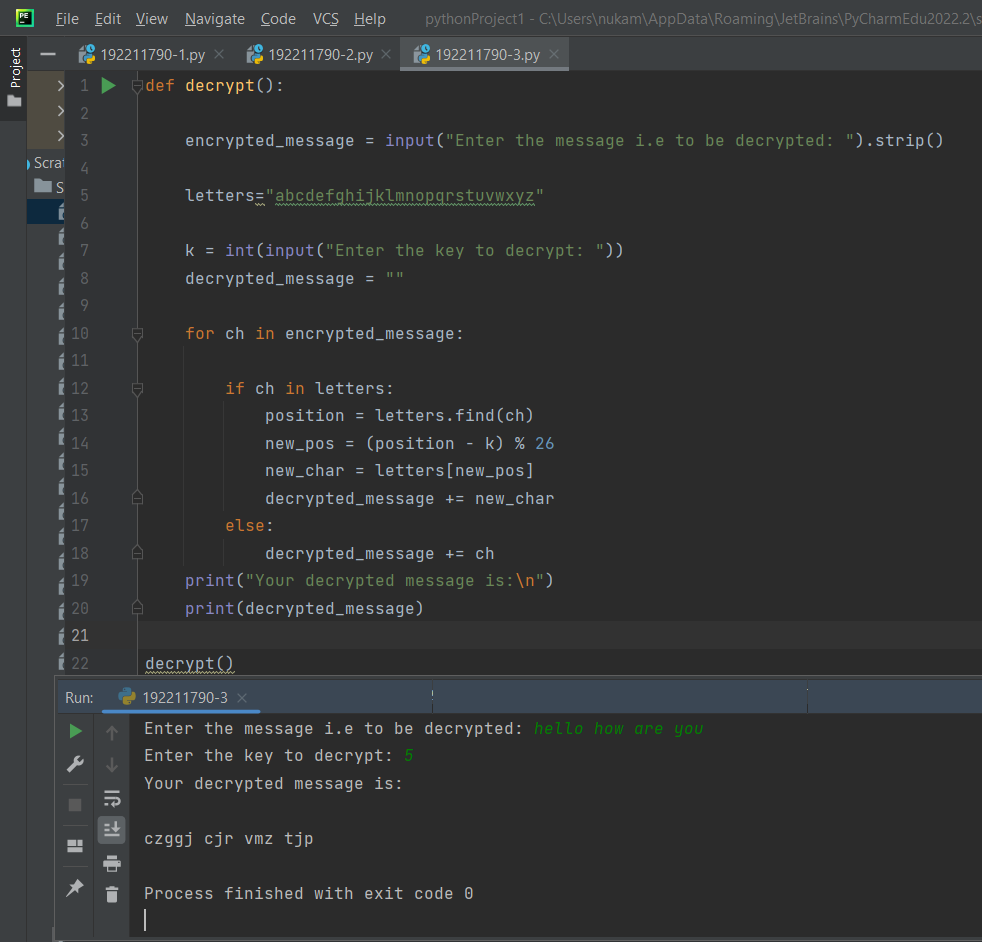 File Edit View Navigate Code VCS Help pythonProject1 - C:\Users\nukam\AppData\Roaming\JetBrains\PyCharmEdu2022.2\s
Project
192211790-1.py 192211790-2.py 192211790-3.py
Scrat
S
1 def decrypt():
2
3 encrypted_message = input("Enter the message i.e to be decrypted: ").strip()
4
5 letters="abcdefghijklmnopqrstuvwxyz"
6
7 k = int(input("Enter the key to decrypt: "))
8 decrypted_message = ""
9
10 for ch in encrypted_message:
11
12 if ch in letters:
13 position = letters.find(ch)
14 new_pos = (position - k) % 26
15 new_char = letters[new_pos]
16 decrypted_message += new_char
17 else:
18 decrypted_message += ch
19 print("Your decrypted message is:\n")
20 print(decrypted_message)
21
22 decrypt()
Run: 192211790-3
Enter the message i.e to be decrypted: hello how are you
Enter the key to decrypt: 5
Your decrypted message is:
czggj cjr vmz tjp
Process finished with exit code 0